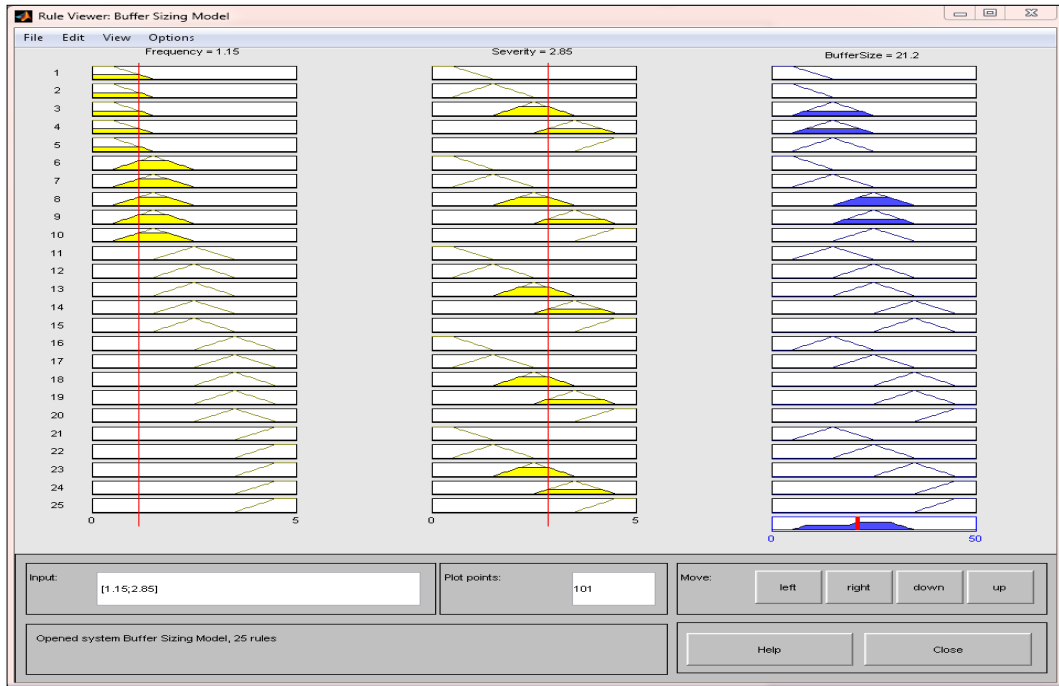 Rule Viewer: Buffer Sizing Model
File Edit View Options
Frequency = 1.15
Severity = 2.85
BufferSize = 21.2
1
2
3
4
5
6
7
8
9
10
11
12
13
14
15
16
17
18
19
20
21
22
23
24
25
0 5
0 5
0 50
Input: [1.15;2.85]
Plot points: 101
Move: left right down up
Opened system Buffer Sizing Model, 25 rules
Help Close